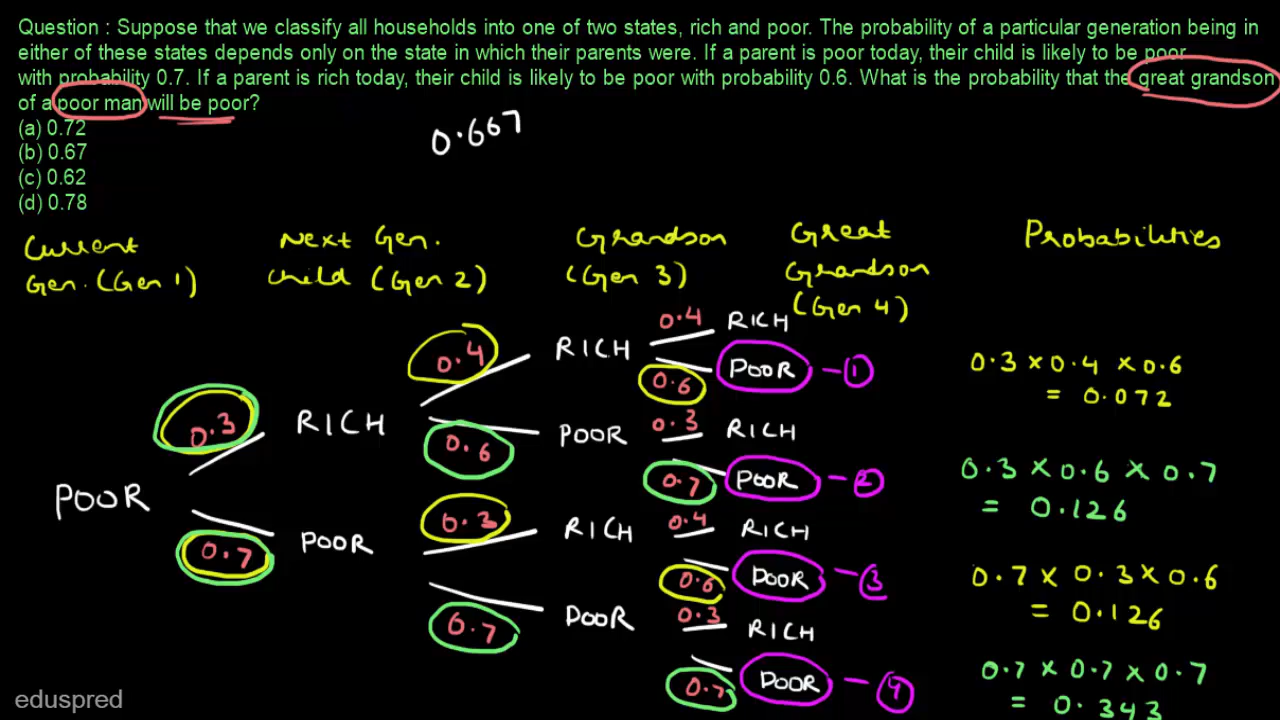 Question : Suppose that we classify all households into one of two states, rich and poor. The probability of a particular generation being in
either of these states depends only on the state in which their parents were. If a parent is poor today, their child is likely to be poor
with probability 0.7. If a parent is rich today, their child is likely to be poor with probability 0.6. What is the probability that the great grandson
of a poor man will be poor?
(a) 0.72
(b) 0.67
(c) 0.62
(d) 0.78
0.667
Current Gen. (Gen 1)
Next Gen. Child (Gen 2)
Grandson (Gen 3)
Great Grandson (Gen 4)
Probabilities
0.4 RICH
0.4 RICH
0.6 POOR - 1
0.3 × 0.4 × 0.6
= 0.072
0.3 RICH
0.6 POOR
0.3 RICH
0.7 POOR - 2
0.3 × 0.6 × 0.7
= 0.126
POOR
0.7 POOR
0.3 RICH
0.4 RICH
0.6 POOR - 3
0.7 × 0.3 × 0.6
= 0.126
0.7 POOR
0.3 RICH
0.7 POOR - 4
0.7 × 0.7 × 0.7
= 0.343
eduspred